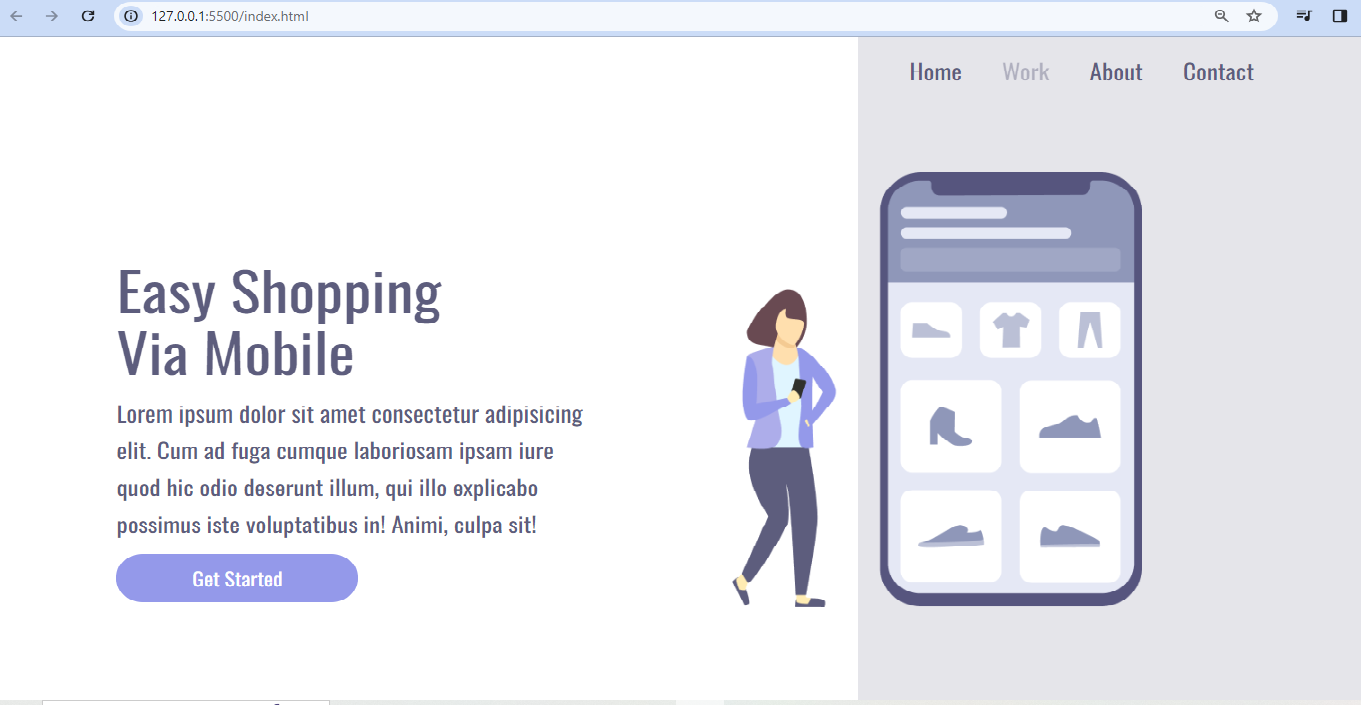 127.0.0.1:5500/index.html
Home Work About Contact
Easy Shopping
Via Mobile
Lorem ipsum dolor sit amet consectetur adipisicing
elit. Cum ad fuga cumque laboriosam ipsam iure
quod hic odio deserunt illum, qui illo explicabo
possimus iste voluptatibus in! Animi, culpa sit!
Get Started